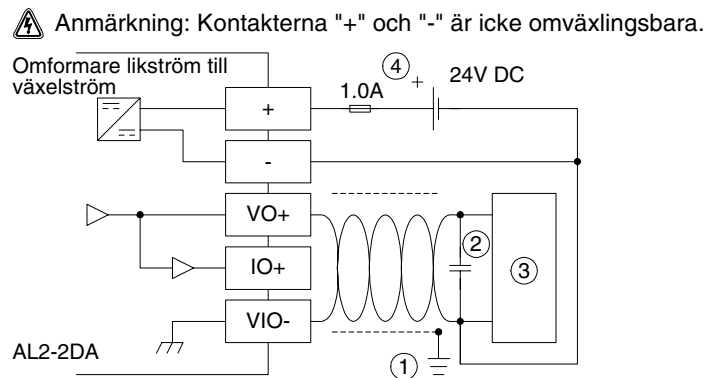 Anmärkning: Kontakterna "+" och "-" är icke omväxlingsbara.
Omformare likström till
växelström
4
+
24V DC
1.0A
+
-
VO+
IO+
VIO-
2
3
AL2-2DA
1